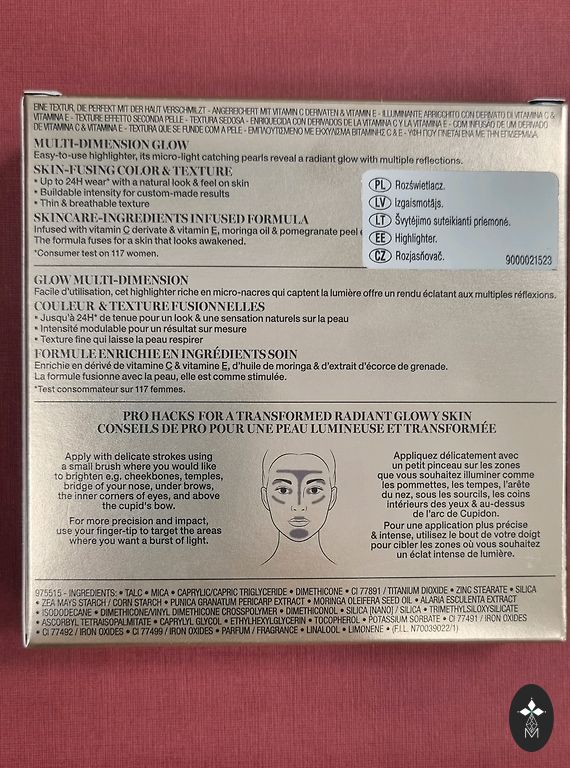 EINE TEXTUR, DIE PERFEKT MIT DER HAUT VERSCHMILZT - ANGEREICHERT MIT VITAMIN C DERIVATEN & VITAMIN E - ILLUMINANTE ARRICCHITO CON DERIVATO DI VITAMINA C &
VITAMINA E - TEXTURE EFFETTO SECONDA PELLE - TEXTURA SEDOSA - ENRIQUECIDA CON DERIVADOS DE LA VITAMINA C Y LA VITAMINA E - COM INFUSÃO DE UM DERIVADO
DE VITAMINA C & VITAMINA E - TEXTURA QUE SE FUNDE COM A PELE - ΕΜΠΛΟΥΤΙΣΜΕΝΟ ΜΕ ΕΚΧΥΛΙΣΜΑ ΒΙΤΑΜΙΝΗΣ C & E - ΥΦΗ ΠΟΥ ΓΙΝΕΤΑΙ ΕΝΑ ΜΕ ΤΗΝ ΕΠΙΔΕΡΜΙΔΑ
MULTI-DIMENSION GLOW
Easy-to-use highlighter, its micro-light catching pearls reveal a radiant glow with multiple reflections.
SKIN-FUSING COLOR & TEXTURE
• Up to 24H wear* with a natural look & feel on skin
• Buildable intensity for custom-made results
• Thin & breathable texture
SKINCARE-INGREDIENTS INFUSED FORMULA
Infused with vitamin C derivate & vitamin E, moringa oil & pomegranate peel
The formula fuses for a skin that looks awakened.
*Consumer test on 117 women.
PL Rozświetlacz.
LV Izgaismotājs.
LT Švytėjimo suteikianti priemonė.
EE Highlighter.
CZ Rozjasňovač.
9000021523
GLOW MULTI-DIMENSION
Facile d'utilisation, cet highlighter riche en micro-nacres qui captent la lumière offre un rendu éclatant aux multiples réflexions.
COULEUR & TEXTURE FUSIONNELLES
• Jusqu'à 24H* de tenue pour un look & une sensation naturels sur la peau
• Intensité modulable pour un résultat sur mesure
• Texture fine qui laisse la peau respirer
FORMULE ENRICHIE EN INGRÉDIENTS SOIN
Enrichie en dérivé de vitamine C & vitamine E, d'huile de moringa & d'extrait d'écorce de grenade.
La formule fusionne avec la peau, elle est comme stimulée.
*Test consommateur sur 117 femmes.
PRO HACKS FOR A TRANSFORMED RADIANT GLOWY SKIN
CONSEILS DE PRO POUR UNE PEAU LUMINEUSE ET TRANSFORMÉE
Apply with delicate strokes using
a small brush where you would like
to brighten e.g. cheekbones, temples,
bridge of your nose, under brows,
the inner corners of eyes, and above
the cupid's bow.
For more precision and impact,
use your finger-tip to target the areas
where you want a burst of light.
Appliquez délicatement avec
un petit pinceau sur les zones
que vous souhaitez illuminer comme
les pommettes, les tempes, l'arête
du nez, sous les sourcils, les coins
intérieurs des yeux & au-dessus
de l'arc de Cupidon.
Pour une application plus précise
& intense, utilisez le bout de votre doigt
pour cibler les zones où vous souhaitez
un éclat intense de lumière.
975515 - INGREDIENTS: • TALC • MICA • CAPRYLIC/CAPRIC TRIGLYCERIDE • DIMETHICONE • CI 77891 / TITANIUM DIOXIDE • ZINC STEARATE • SILICA
• ZEA MAYS STARCH / CORN STARCH • PUNICA GRANATUM PERICARP EXTRACT • MORINGA OLEIFERA SEED OIL • ALARIA ESCULENTA EXTRACT
• ISODODECANE • DIMETHICONE/VINYL DIMETHICONE CROSSPOLYMER • DIMETHICONOL • SILICA [NANO] / SILICA • TRIMETHYLSILOXYSILICATE
• ASCORBYL TETRAISOPALMITATE • CAPRYLYL GLYCOL • ETHYLHEXYLGLYCERIN • TOCOPHEROL • POTASSIUM SORBATE • CI 77491 / IRON OXIDES
• CI 77492 / IRON OXIDES • CI 77499 / IRON OXIDES • PARFUM / FRAGRANCE • LINALOOL • LIMONENE • (F.I.L. N70039022/1)